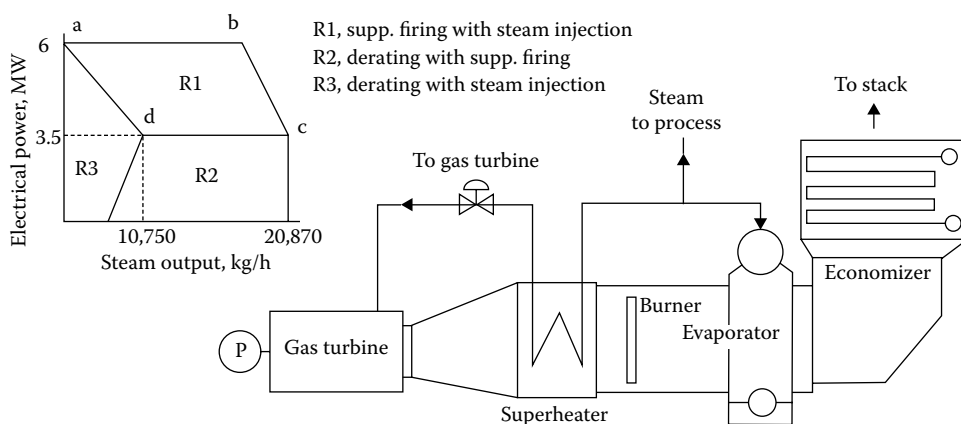 a
b
6
R1
d
c
3.5
R3
R2
10,750
20,870
Electrical power, MW
Steam output, kg/h
R1, supp. firing with steam injection
R2, derating with supp. firing
R3, derating with steam injection
Steam
to process
To stack
To gas turbine
Economizer
Burner
Evaporator
P
Gas turbine
Superheater